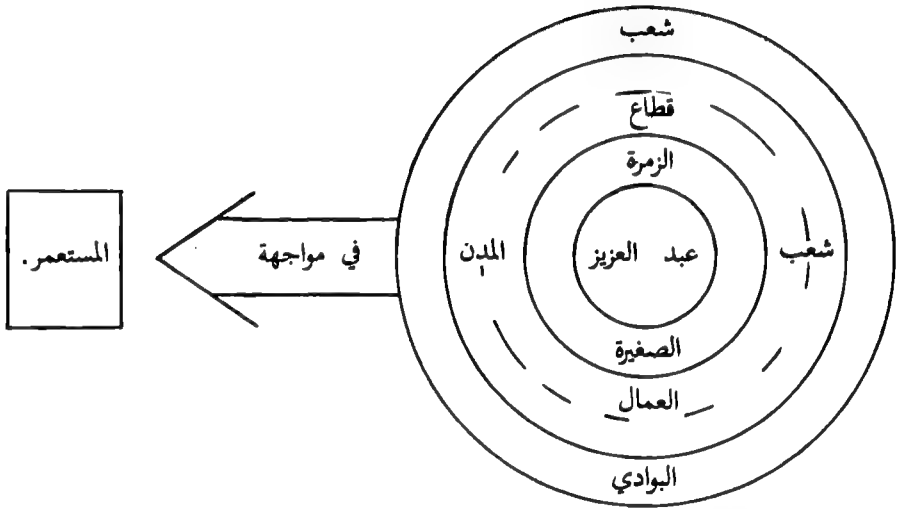 شعب
قطاع
الزمرة
شعب
عبد العزيز
المدن
في مواجهة
المستعمر.
الصغيرة
العمال
البوادي